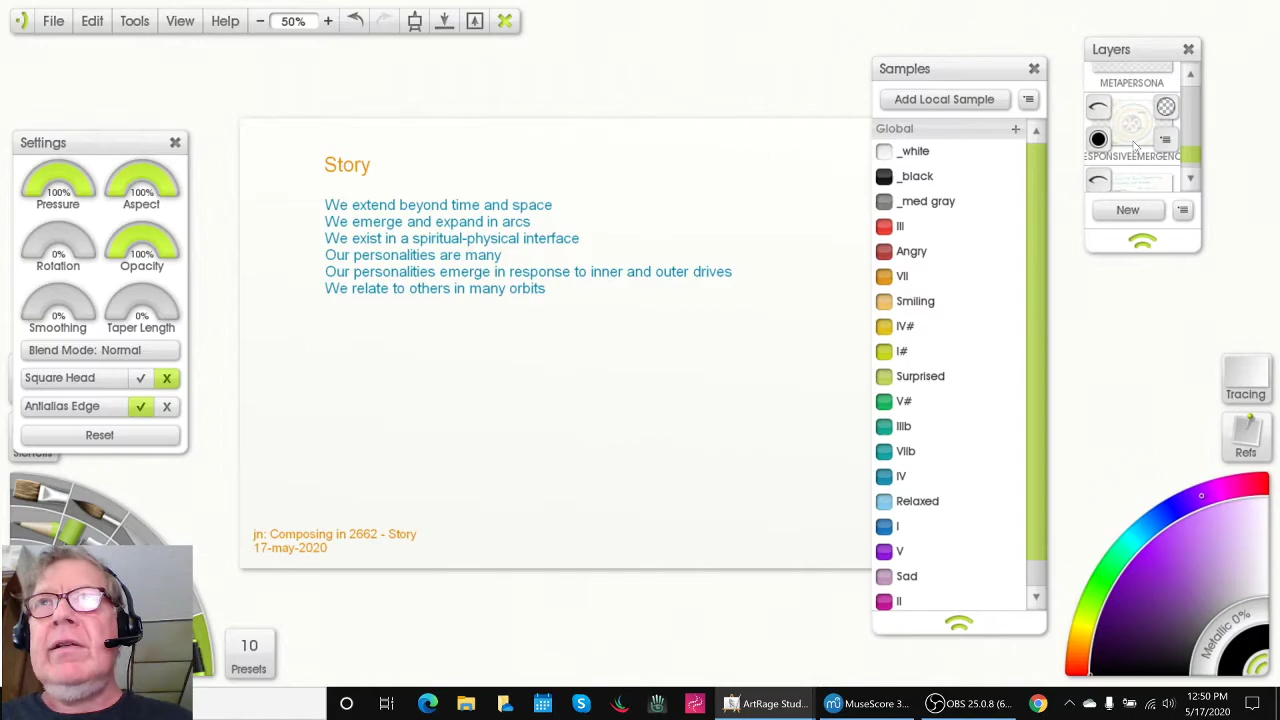 File Edit Tools View Help 50%
Layers
METAPERSONA
ESPONSIVEEMERGENC
New
Samples
Add Local Sample
Global
_white
_black
_med gray
III
Angry
VII
Smiling
IV#
I#
Surprised
V#
IIIb
VIIb
IV
Relaxed
I
V
Sad
II
Settings
100% 100%
Pressure Aspect
0% 100%
Rotation Opacity
0% 0%
Smoothing Taper Length
Blend Mode: Normal
Square Head
Antialias Edge
Reset
Stencils
Story
We extend beyond time and space
We emerge and expand in arcs
We exist in a spiritual-physical interface
Our personalities are many
Our personalities emerge in response to inner and outer drives
We relate to others in many orbits
jn: Composing in 2662 - Story
17-may-2020
Tracing
Refs
Metallic 0%
10
Presets
ArtRage Stud...
MuseScore 3...
OBS 25.0.8 (6...
12:50 PM
5/17/2020